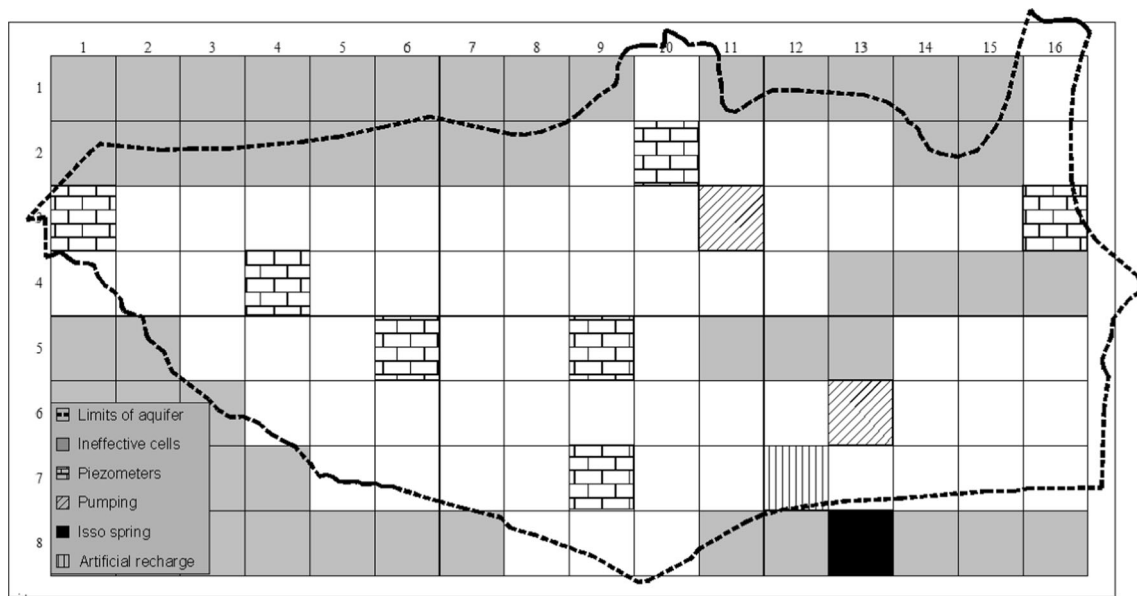 1 2 3 4 5 6 7 8 9 10 11 12 13 14 15 16
1
2
3
4
5
6
7
8
Limits of aquifer
Ineffective cells
Piezometers
Pumping
Isso spring
Artificial recharge